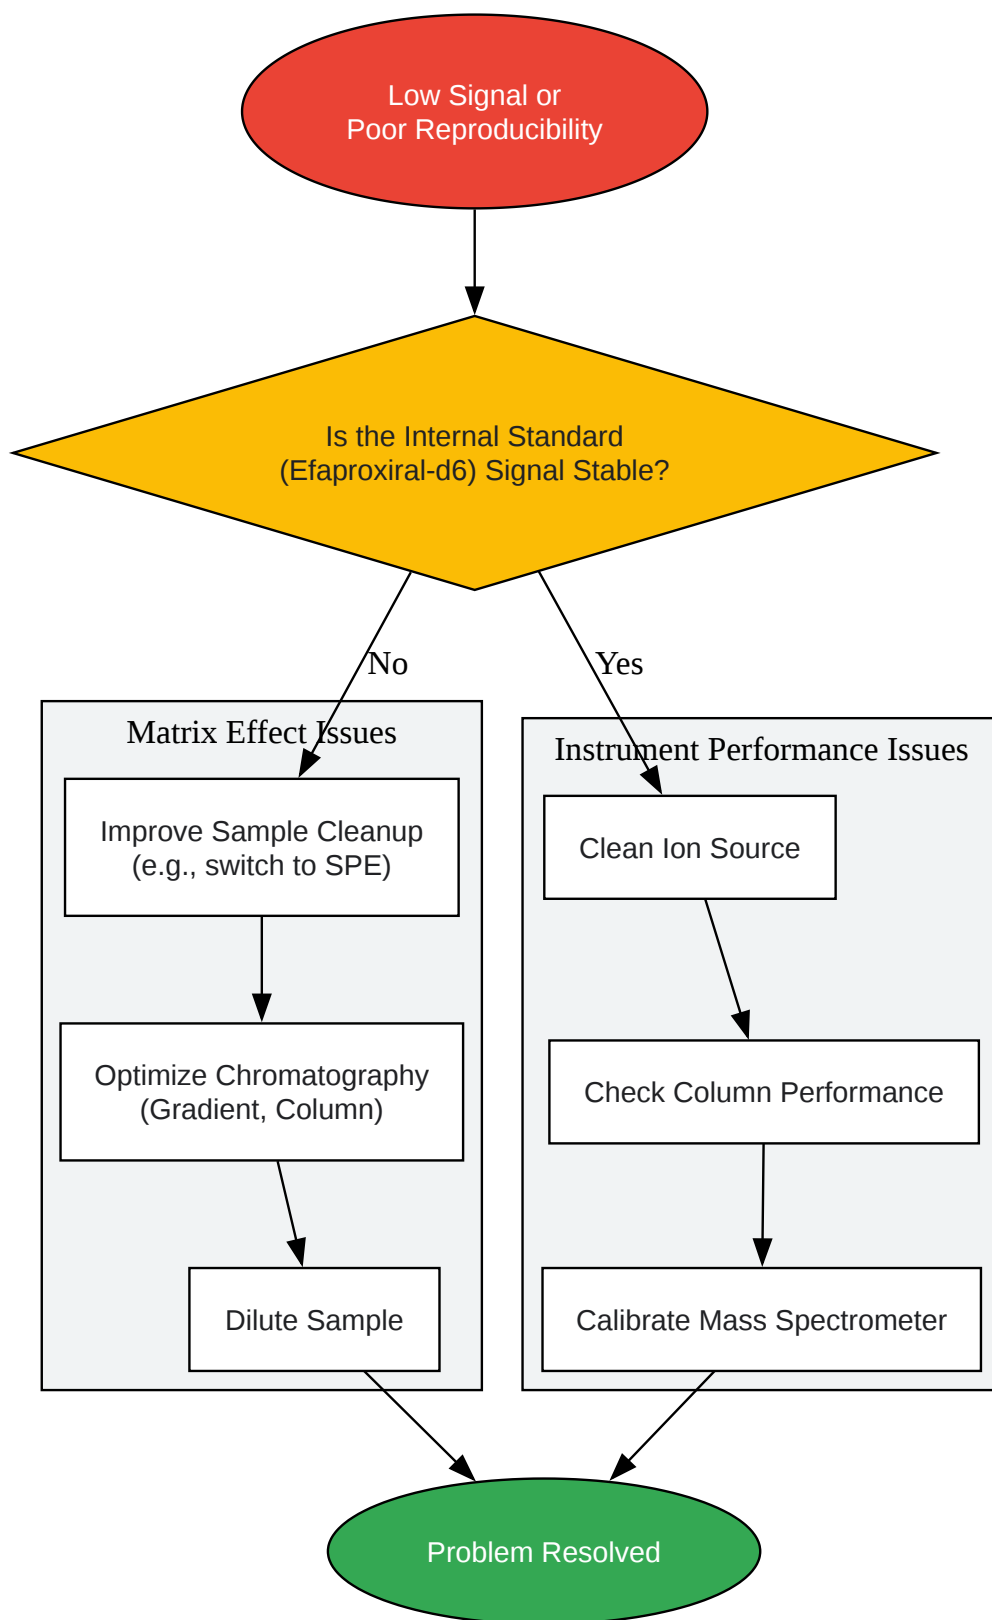 Low Signal or
Poor Reproducibility
Is the Internal Standard
(Efaproxiral-d6) Signal Stable?
No
Yes
Matrix Effect Issues
Improve Sample Cleanup
(e.g., switch to SPE)
Optimize Chromatography
(Gradient, Column)
Dilute Sample
Instrument Performance Issues
Clean Ion Source
Check Column Performance
Calibrate Mass Spectrometer
Problem Resolved